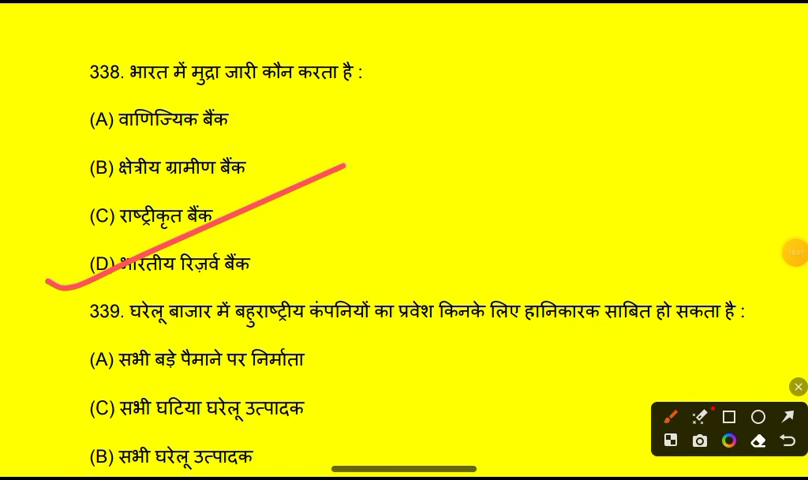 338. भारत में मुद्रा जारी कौन करता है :
(A) वाणिज्यिक बैंक
(B) क्षेत्रीय ग्रामीण बैंक
(C) राष्ट्रीकृत बैंक
(D) भारतीय रिज़र्व बैंक
339. घरेलू बाजार में बहुराष्ट्रीय कंपनियों का प्रवेश किनके लिए हानिकारक साबित हो सकता है :
(A) सभी बड़े पैमाने पर निर्माता
(C) सभी घटिया घरेलू उत्पादक
(B) सभी घरेलू उत्पादक